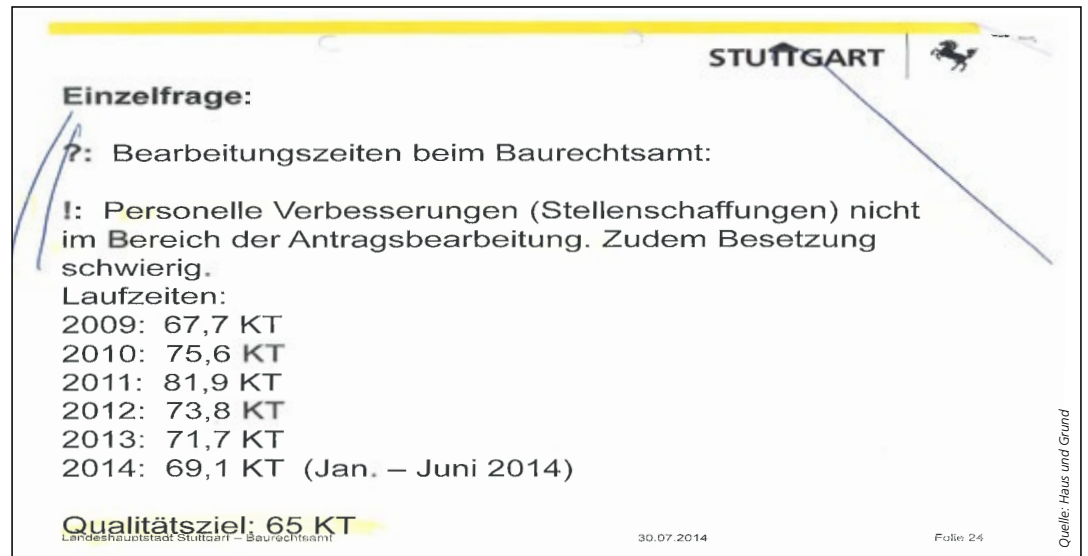 STUTTGART
Einzelfrage:
?: Bearbeitungszeiten beim Baurechtsamt:
!: Personelle Verbesserungen (Stellenschaffungen) nicht
im Bereich der Antragsbearbeitung. Zudem Besetzung
schwierig.
Laufzeiten:
2009: 67,7 KT
2010: 75,6 KT
2011: 81,9 KT
2012: 73,8 KT
2013: 71,7 KT
2014: 69,1 KT (Jan. – Juni 2014)
Qualitätsziel: 65 KT
Landeshauptstadt Stuttgart – Baurechtsamt
30.07.2014
Folie 24
Quelle: Haus und Grund